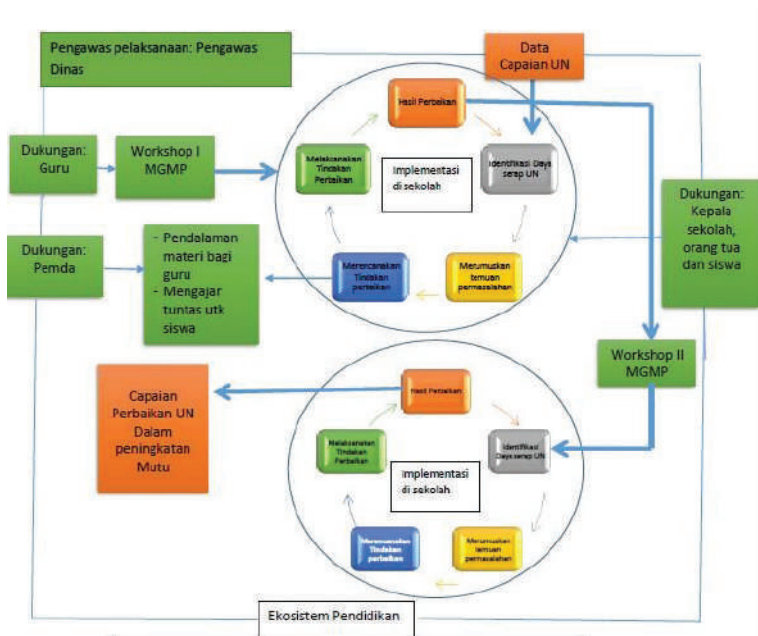 Pengawas pelaksanaan: Pengawas
Dinas
Data
Capaian UN
Hasil Perbaikan
Dukungan:
Guru
Workshop I
MGMP
Melaksanakan
Tindakan
Perbaikan
Implementasi
di sekolah
Identifikasi Daya
serap UN
Dukungan:
Kepala
sekolah,
orang tua
dan siswa
Dukungan:
Pemda
- Pendalaman
materi bagi
guru
- Mengajar
tuntas utk
siswa
Merencanakan
Tindakan
perbaikan
Merumuskan
temuan
permasalahan
Workshop II
MGMP
Capaian
Perbaikan UN
Dalam
peningkatan
Mutu
Hasil Perbaikan
Melaksanakan
Tindakan
Perbaikan
Implementasi
di sekolah
Identifikasi
Daya serap UN
Merencanakan
Tindakan
perbaikan
Merumuskan
temuan
permasalahan
Ekosistem Pendidikan